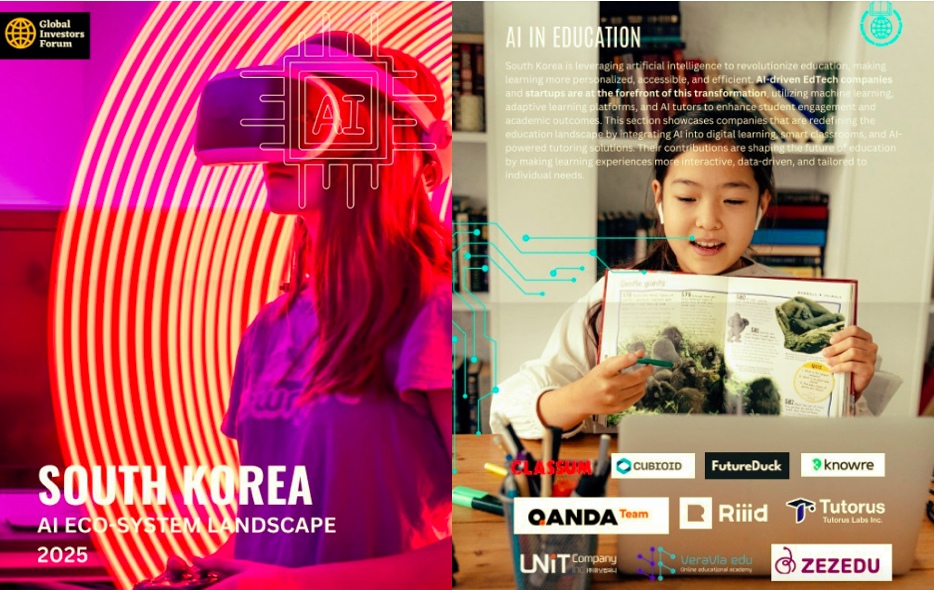 Global
Investors
Forum
AI
SOUTH KOREA
AI ECO-SYSTEM LANDSCAPE
2025
AI IN EDUCATION
South Korea is leveraging artificial intelligence to revolutionize education, making
learning more personalized, accessible, and efficient. AI-driven EdTech companies
and startups are at the forefront of this transformation, utilizing machine learning,
adaptive learning platforms, and AI tutors to enhance student engagement and
academic outcomes. This section showcases companies that are redefining the
education landscape by integrating AI into digital learning, smart classrooms, and AI-
powered tutoring solutions. Their contributions are shaping the future of education
by making learning experiences more interactive, data-driven, and tailored to
individual needs.
CLASSUM
CUBIOID
FutureDuck
knowre
QANDA Team
Riiid
Tutorus
Tutorus Labs Inc.
UNiT Company
VeraVia edu
Online educational academy
ZEZEDU